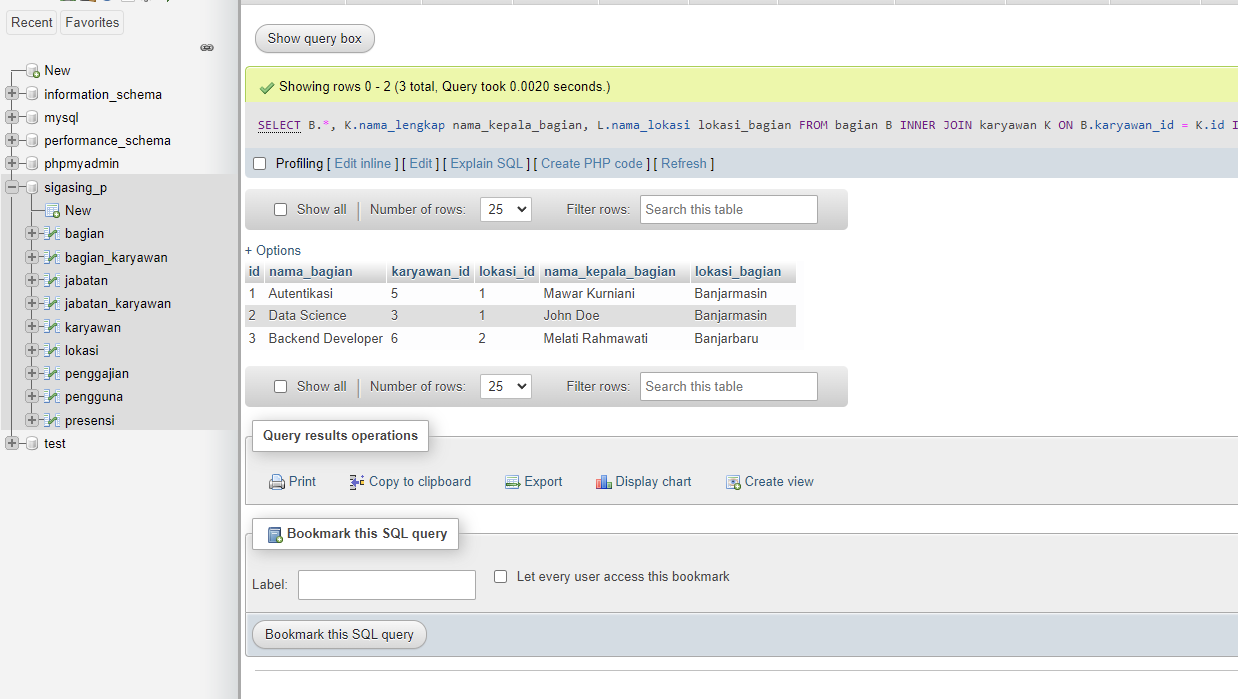 Recent Favorites
New
information_schema
mysql
performance_schema
phpmyadmin
sigasing_p
New
bagian
bagian_karyawan
jabatan
jabatan_karyawan
karyawan
lokasi
penggajian
pengguna
presensi
test
Show query box
Showing rows 0 - 2 (3 total, Query took 0.0020 seconds.)
SELECT B.*, K.nama_lengkap nama_kepala_bagian, L.nama_lokasi lokasi_bagian FROM bagian B INNER JOIN karyawan K ON B.karyawan_id = K.id I
Profiling [ Edit inline ] [ Edit ] [ Explain SQL ] [ Create PHP code ] [ Refresh ]
Show all Number of rows: 25 Filter rows: Search this table
+ Options
id nama_bagian karyawan_id lokasi_id nama_kepala_bagian lokasi_bagian
1 Autentikasi 5 1 Mawar Kurniani Banjarmasin
2 Data Science 3 1 John Doe Banjarmasin
3 Backend Developer 6 2 Melati Rahmawati Banjarbaru
Show all Number of rows: 25 Filter rows: Search this table
Query results operations
Print Copy to clipboard Export Display chart Create view
Bookmark this SQL query
Label: Let every user access this bookmark
Bookmark this SQL query